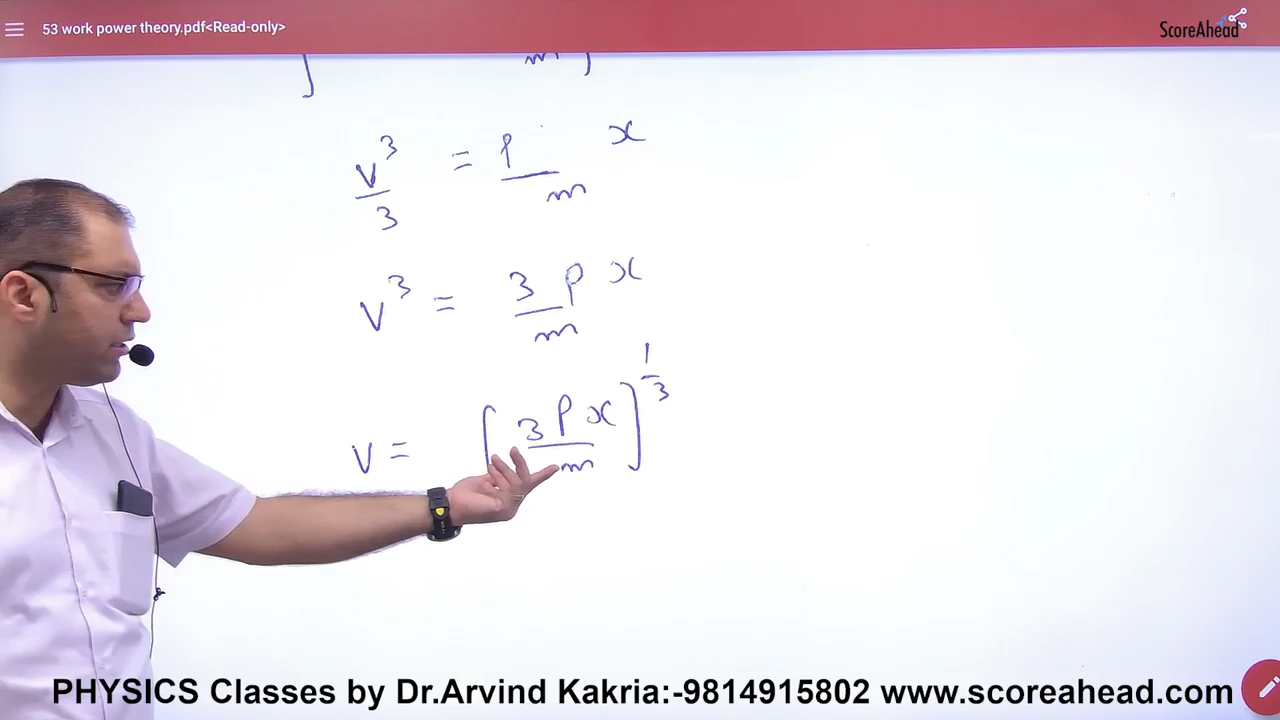 53 work power theory.pdf<Read-only>
ScoreAhead
m
v³/3 = P/m x
v³ = 3P/m x
v = [3Px/m]^1/3
PHYSICS Classes by Dr.Arvind Kakria:-9814915802 www.scoreahead.com